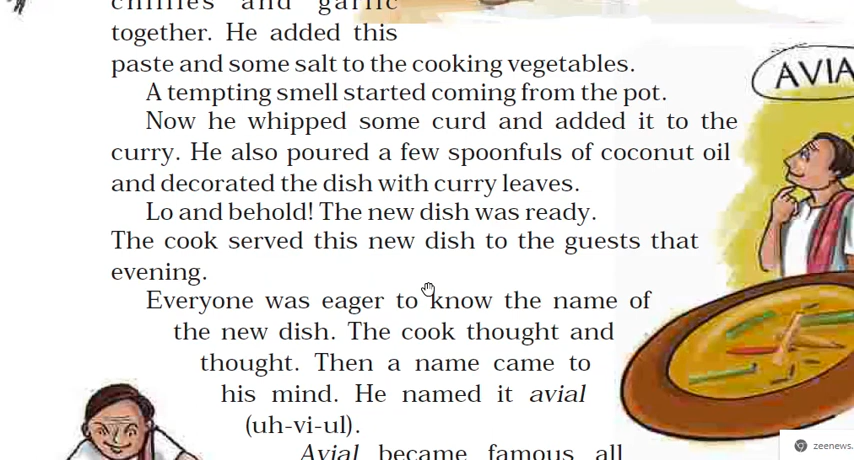 chillies and garlic
together. He added this
paste and some salt to the cooking vegetables.
A tempting smell started coming from the pot.
Now he whipped some curd and added it to the
curry. He also poured a few spoonfuls of coconut oil
and decorated the dish with curry leaves.
Lo and behold! The new dish was ready.
The cook served this new dish to the guests that
evening.
Everyone was eager to know the name of
the new dish. The cook thought and
thought. Then a name came to
his mind. He named it avial
(uh-vi-ul).
Avial became famous all
AVIA
zeenews.